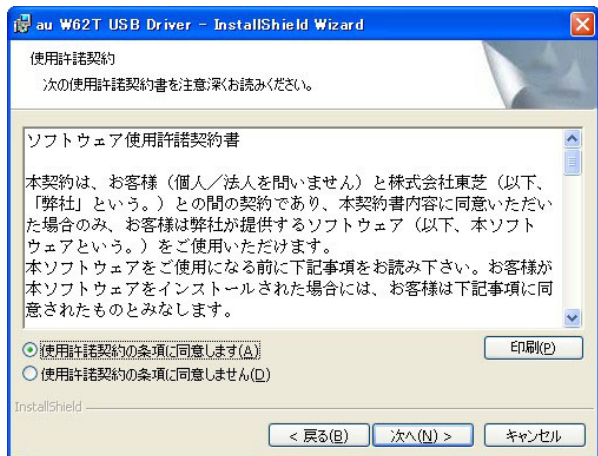 au W62T USB Driver - InstallShield Wizard
使用許諾契約
次の使用許諾契約書を注意深くお読みください。
ソフトウェア使用許諾契約書
本契約は、お客様（個人／法人を問いません）と株式会社東芝（以下、
「弊社」という。）との間の契約であり、本契約書内容に同意いただい
た場合のみ、お客様は弊社が提供するソフトウェア（以下、本ソフト
ウェアという。）をご使用いただけます。
本ソフトウェアをご使用になる前に下記事項をお読み下さい。お客様が
本ソフトウェアをインストールされた場合には、お客様は下記事項に同
意されたものとみなします。
使用許諾契約の条項に同意します(A)
印刷(P)
使用許諾契約の条項に同意しません(D)
InstallShield
< 戻る(B)
次へ(N) >
キャンセル